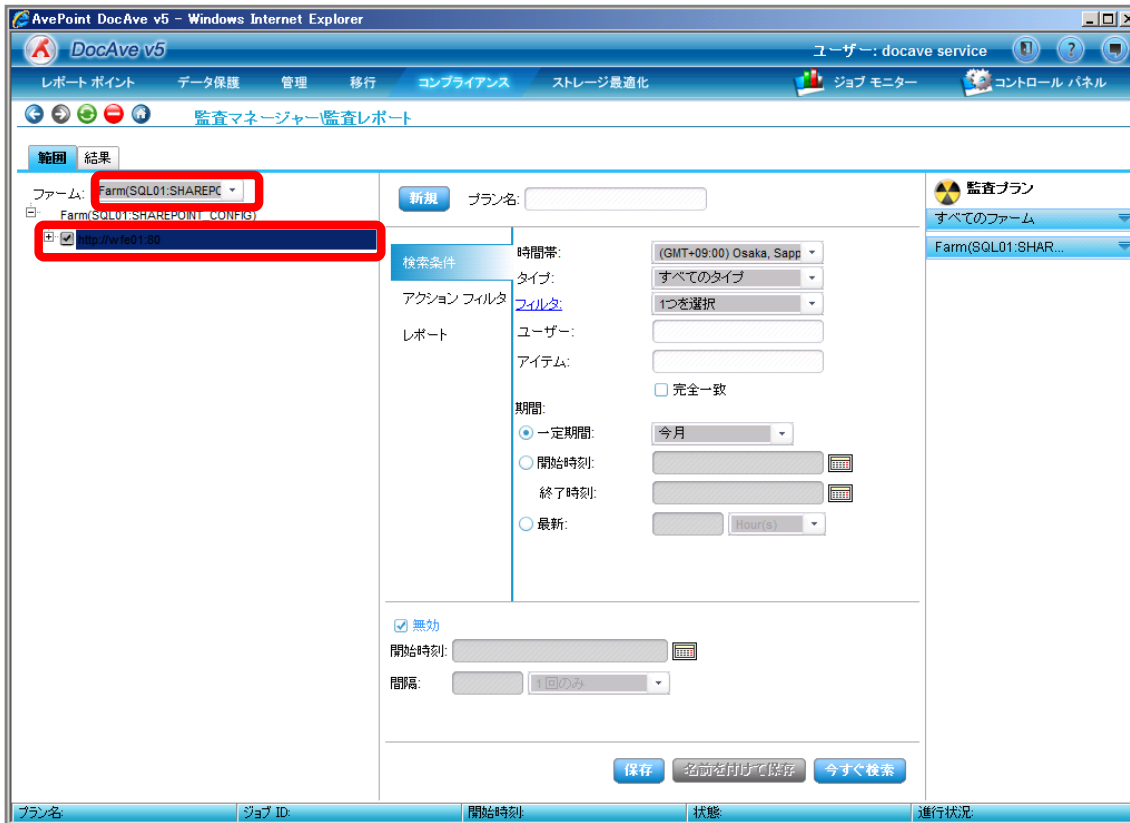 AvePoint DocAve v5 - Windows Internet Explorer
DocAve v5
ユーザー: docave service
レポート ポイント
データ保護
管理
移行
コンプライアンス
ストレージ最適化
ジョブ モニター
コントロール パネル
監査マネージャー\監査レポート
範囲
結果
ファーム:
Farm(SQL01:SHAREPC
Farm(SQL01:SHAREPOINT_CONFIG)
http://wfe01:80
新規
プラン名:
検索条件
アクション フィルタ
レポート
時間帯:
(GMT+09:00) Osaka, Sapp
タイプ:
すべてのタイプ
フィルタ:
1つを選択
ユーザー:
アイテム:
完全一致
期間:
一定期間:
今月
開始時刻:
終了時刻:
最新:
Hour(s)
無効
開始時刻:
間隔:
1回のみ
保存
名前を付けて保存
今すぐ検索
監査プラン
すべてのファーム
Farm(SQL01:SHAR...
プラン名:
ジョブ ID:
開始時刻:
状態:
進行状況: